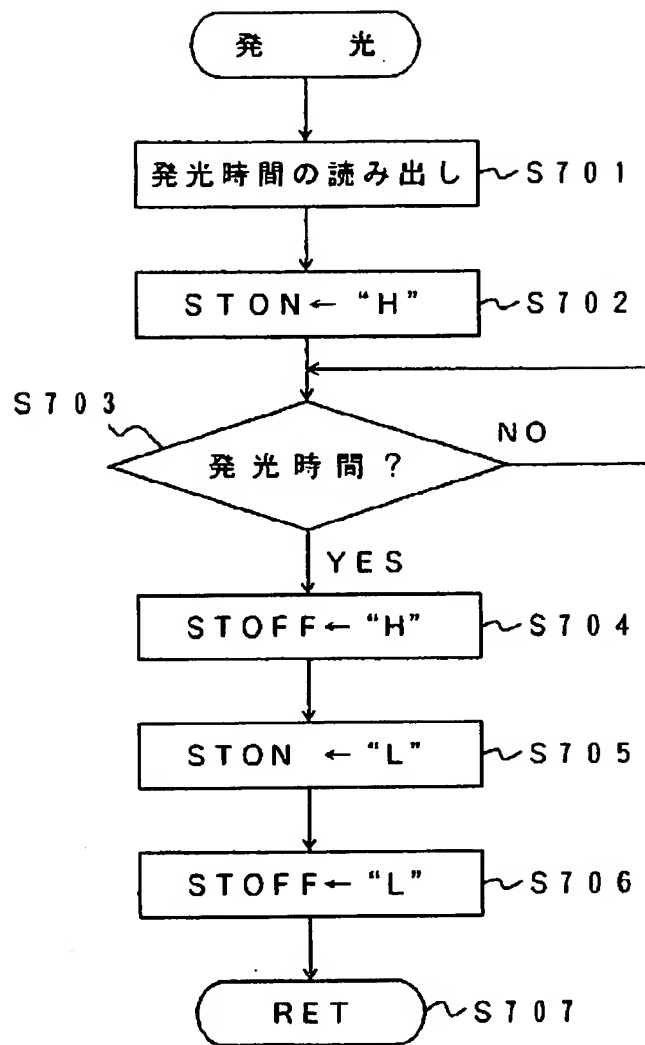 発 光
発光時間の読み出し S701
STON←“H” S702
S703
発光時間?
NO
YES
STOFF←“H” S704
STON ←“L” S705
STOFF←“L” S706
RET S707